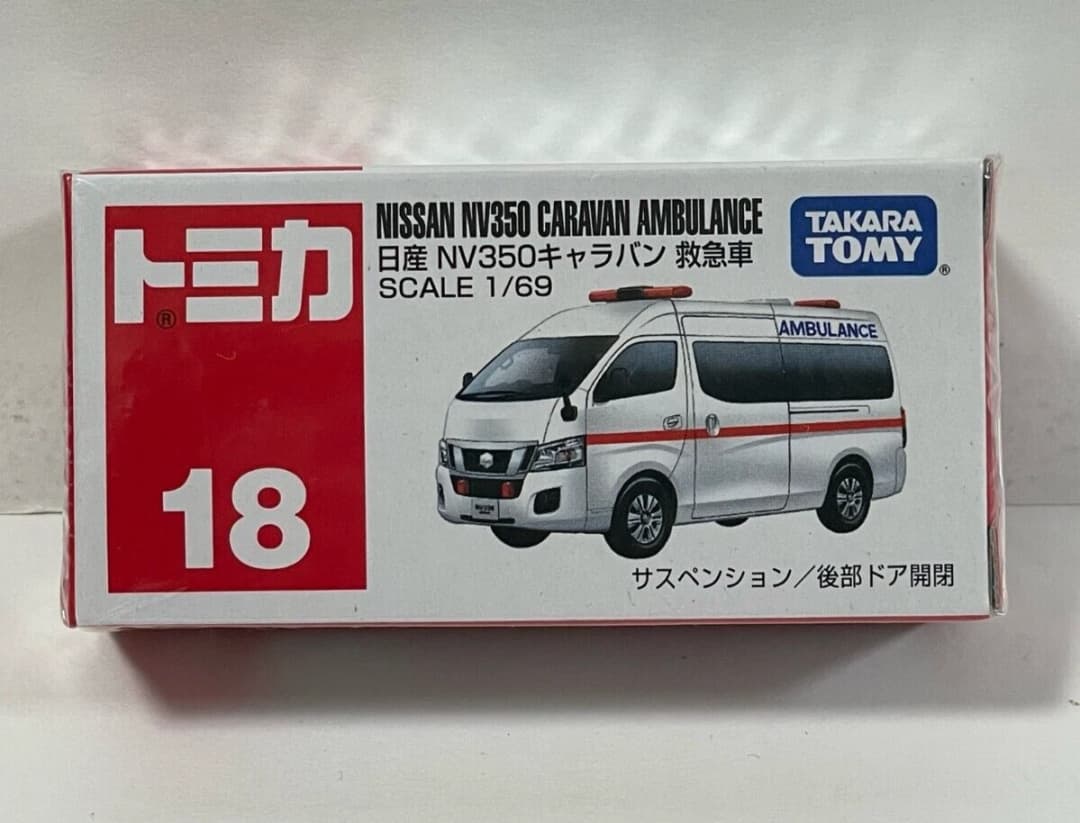 トミカ
®
18
NISSAN NV350 CARAVAN AMBULANCE
日産 NV350キャラバン 救急車
SCALE 1/69
TAKARA
TOMY
®
AMBULANCE
サスペンション/後部ドア開閉